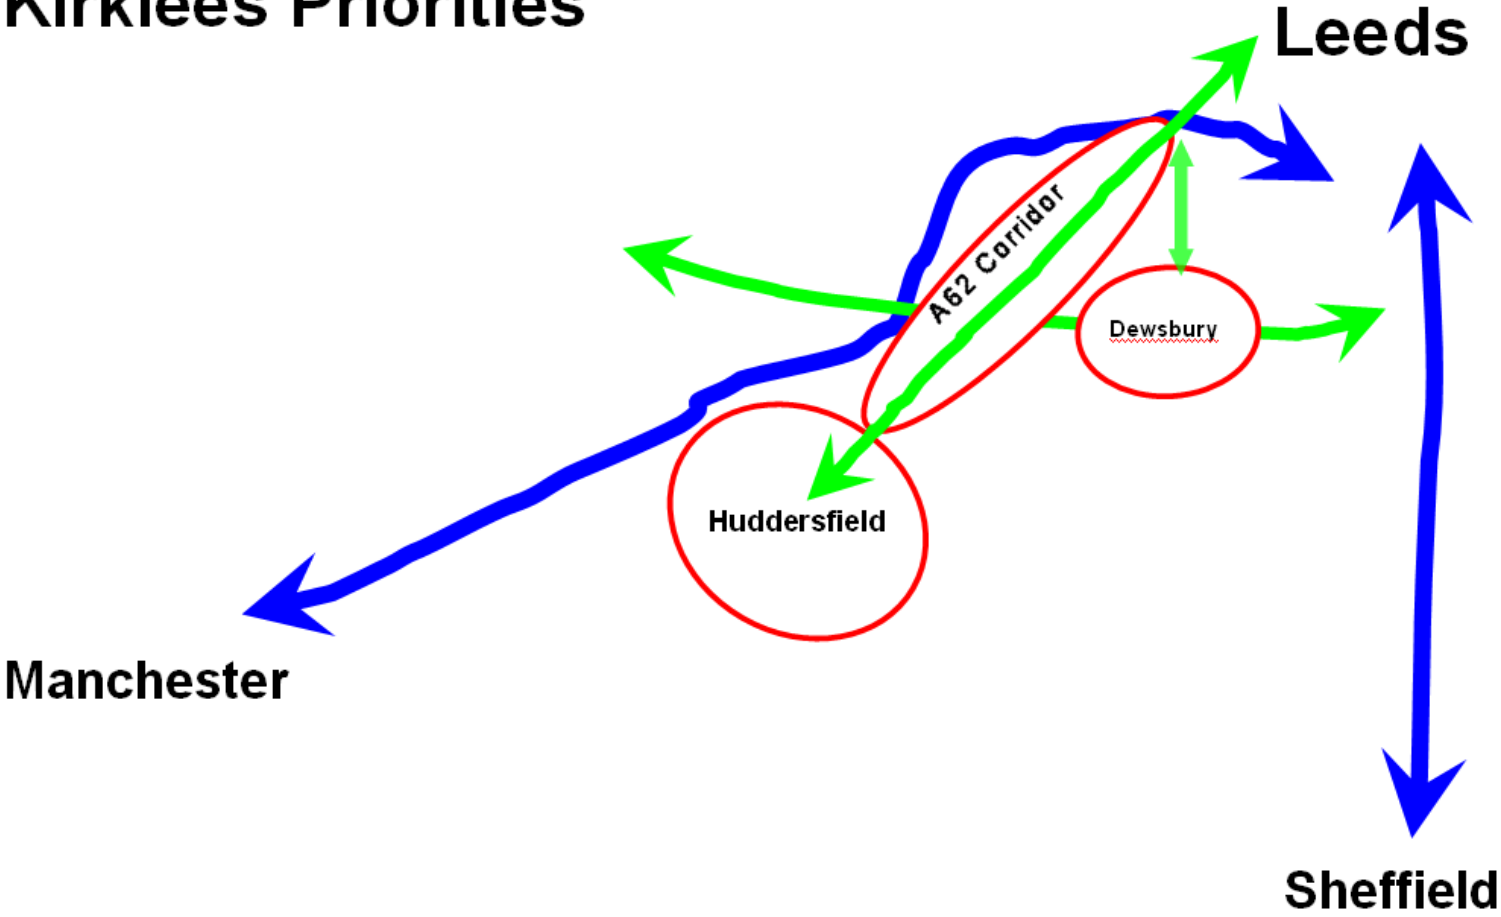 Kirklees Priorities
Leeds
A62 Corridor
Dewsbury
Huddersfield
Manchester
Sheffield